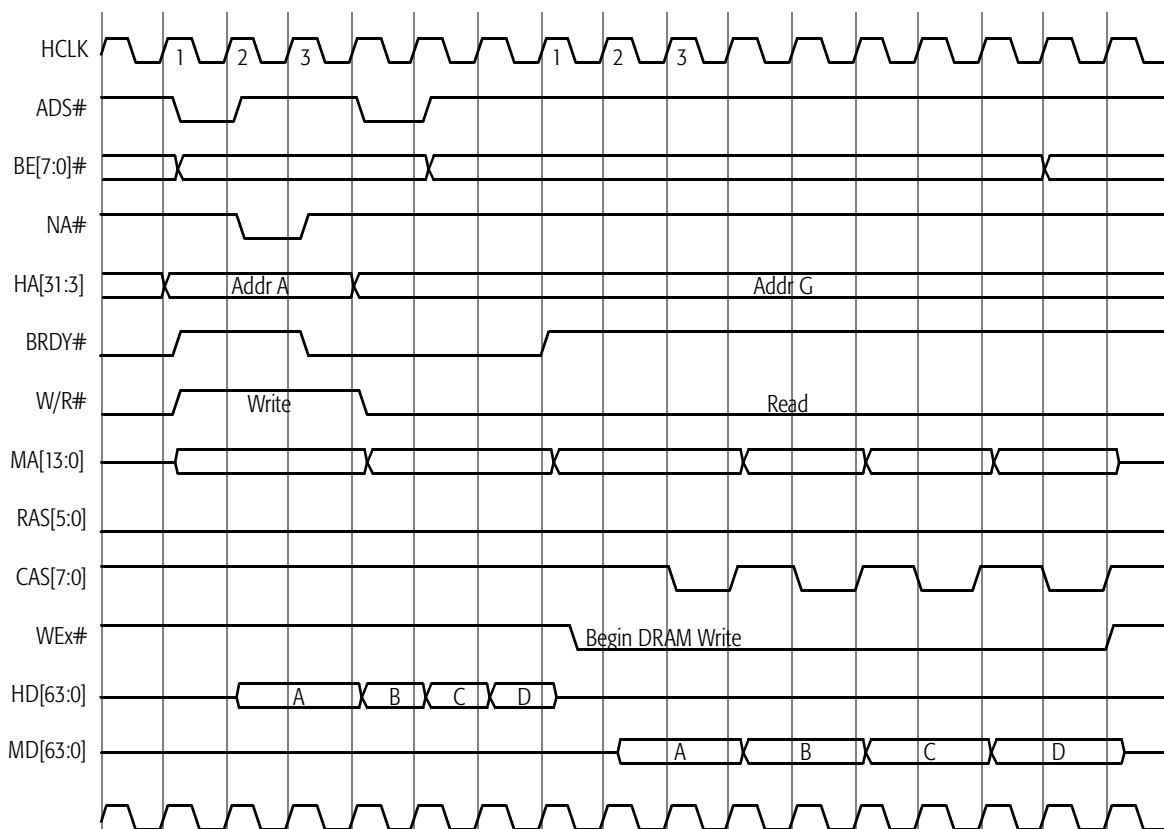 HCLK 1 2 3 1 2 3
ADS#
BE[7:0]#
NA#
HA[31:3] Addr A Addr G
BRDY#
W/R# Write Read
MA[13:0]
RAS[5:0]
CAS[7:0]
WEx# Begin DRAM Write
HD[63:0] A B C D
MD[63:0] A B C D